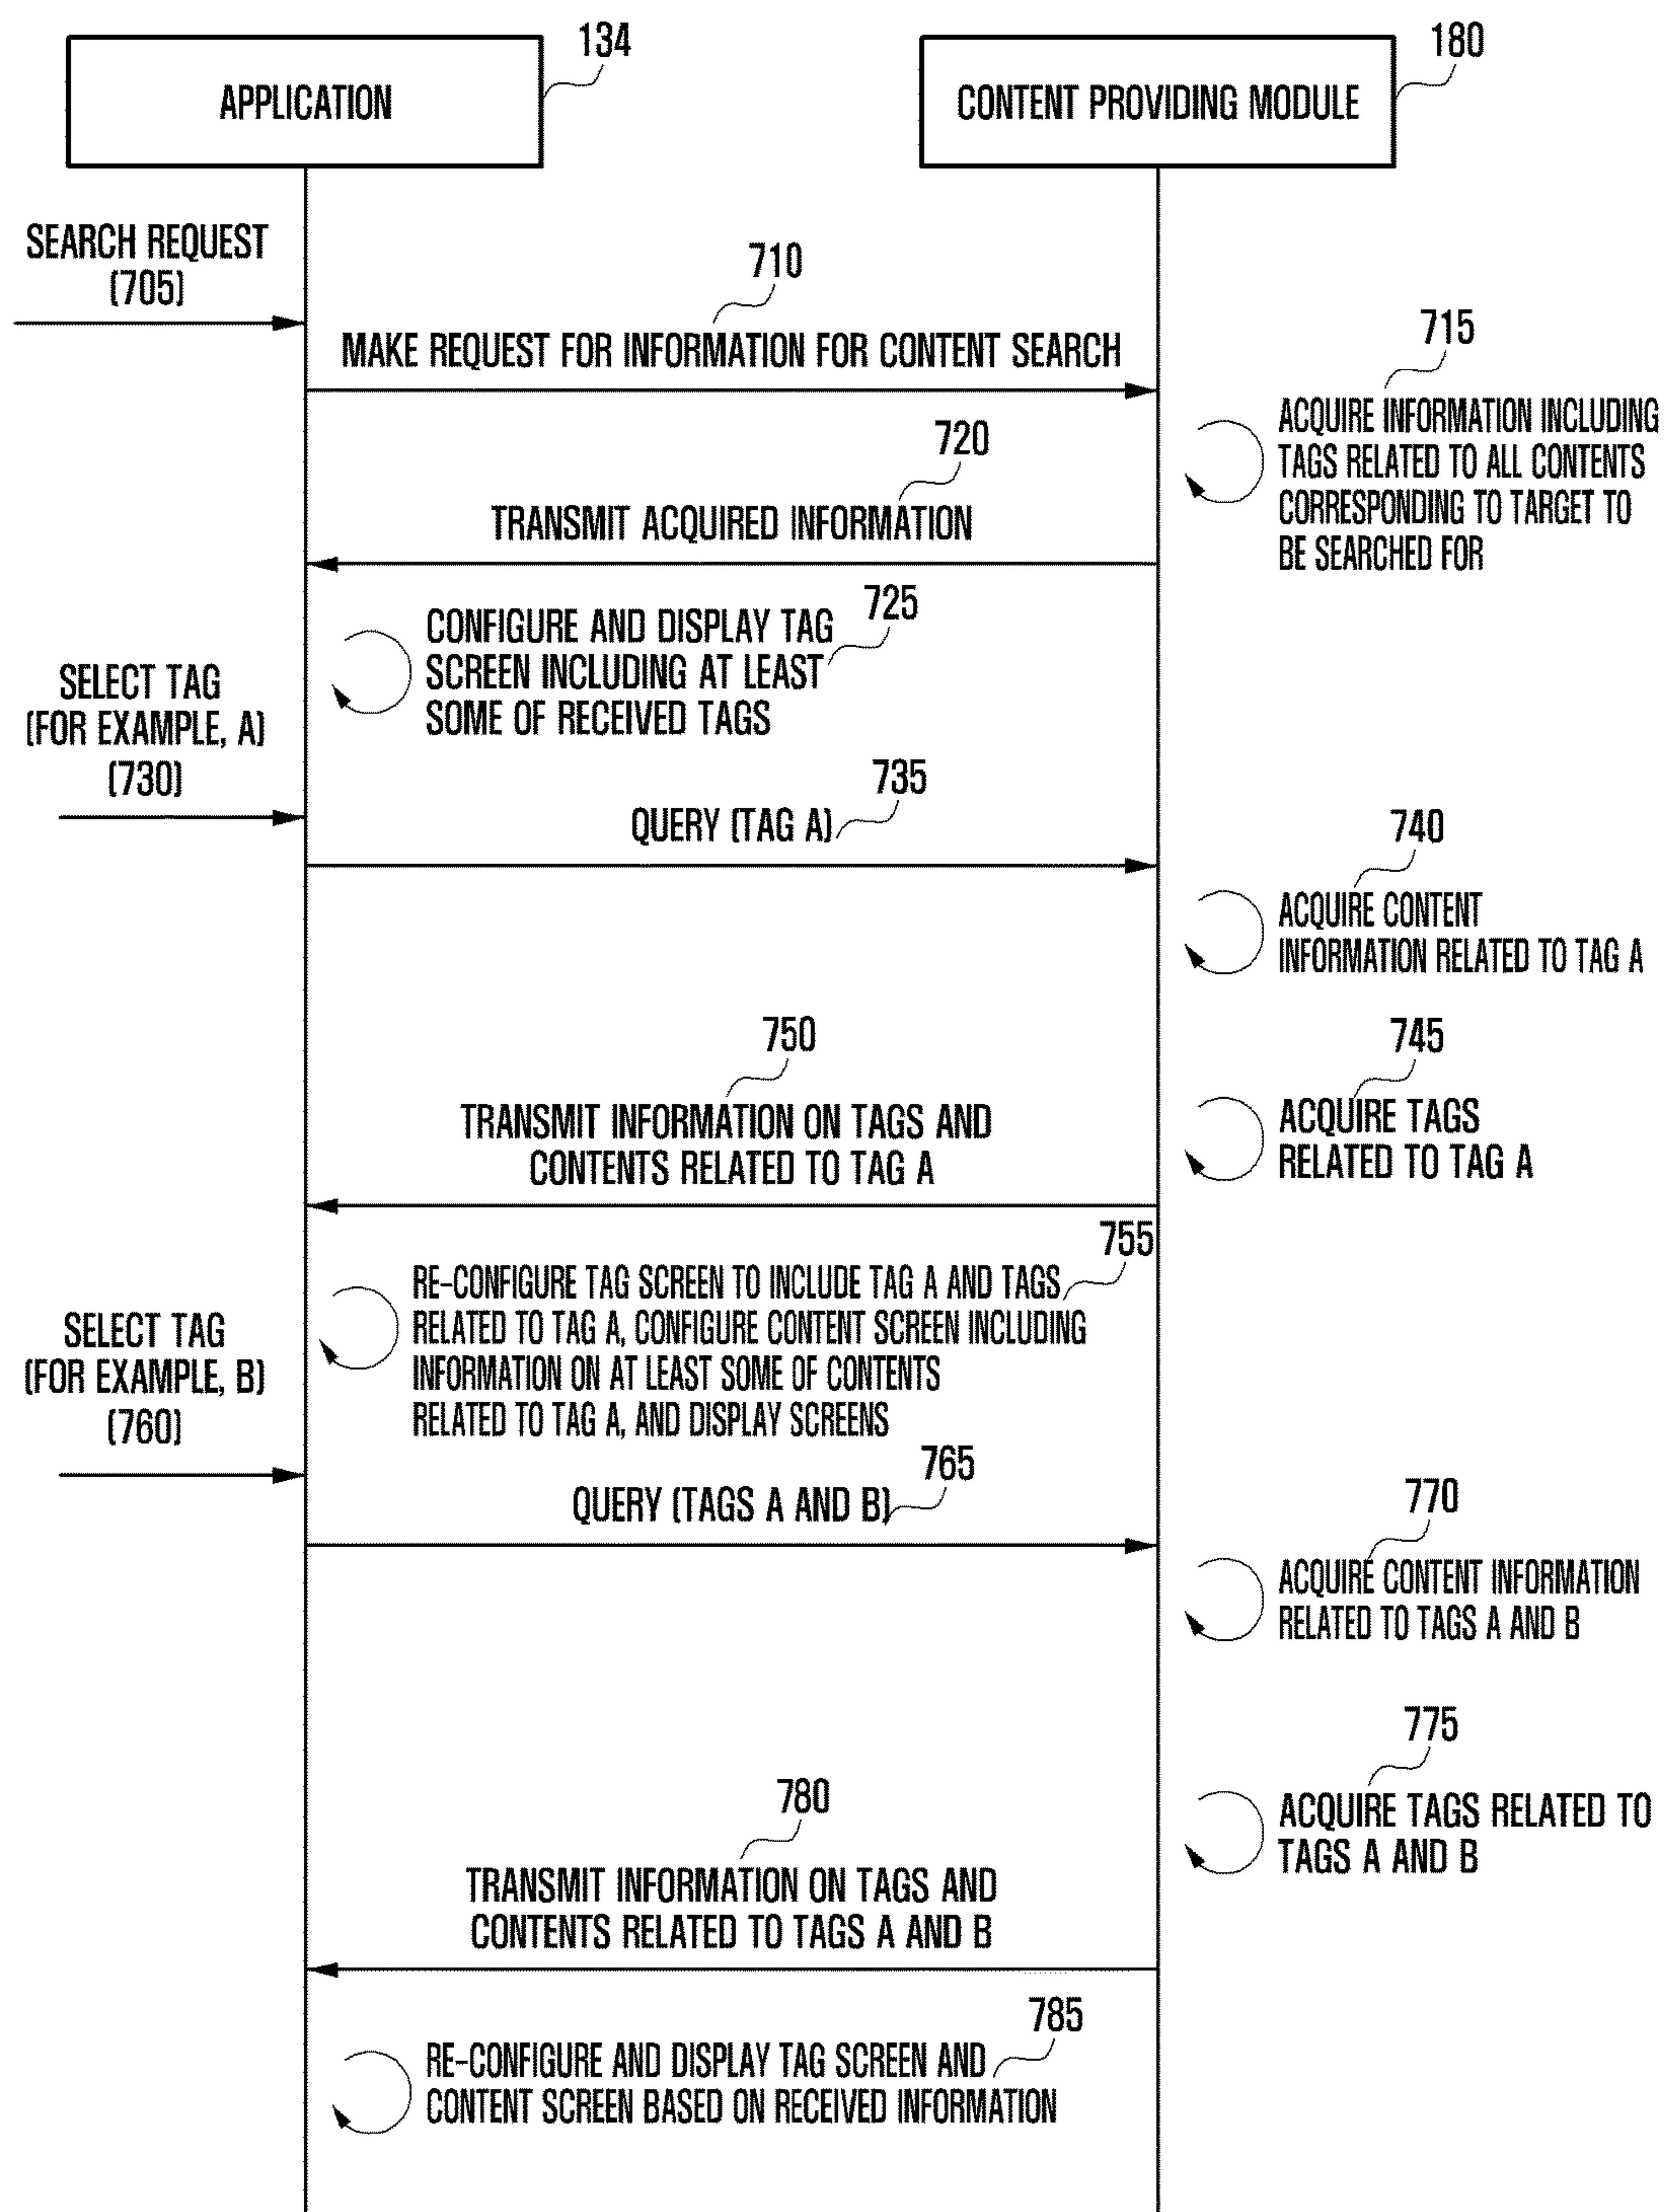 134
180
APPLICATION
CONTENT PROVIDING MODULE
SEARCH REQUEST
(705)
710
MAKE REQUEST FOR INFORMATION FOR CONTENT SEARCH
715
ACQUIRE INFORMATION INCLUDING
TAGS RELATED TO ALL CONTENTS
CORRESPONDING TO TARGET TO
BE SEARCHED FOR
720
TRANSMIT ACQUIRED INFORMATION
725
CONFIGURE AND DISPLAY TAG
SCREEN INCLUDING AT LEAST
SOME OF RECEIVED TAGS
SELECT TAG
(FOR EXAMPLE, A)
(730)
735
QUERY (TAG A)
740
ACQUIRE CONTENT
INFORMATION RELATED TO TAG A
745
ACQUIRE TAGS
RELATED TO TAG A
750
TRANSMIT INFORMATION ON TAGS AND
CONTENTS RELATED TO TAG A
755
RE-CONFIGURE TAG SCREEN TO INCLUDE TAG A AND TAGS
RELATED TO TAG A, CONFIGURE CONTENT SCREEN INCLUDING
INFORMATION ON AT LEAST SOME OF CONTENTS
RELATED TO TAG A, AND DISPLAY SCREENS
SELECT TAG
(FOR EXAMPLE, B)
(760)
765
QUERY (TAGS A AND B)
770
ACQUIRE CONTENT INFORMATION
RELATED TO TAGS A AND B
775
ACQUIRE TAGS RELATED TO
TAGS A AND B
780
TRANSMIT INFORMATION ON TAGS AND
CONTENTS RELATED TO TAGS A AND B
785
RE-CONFIGURE AND DISPLAY TAG SCREEN AND
CONTENT SCREEN BASED ON RECEIVED INFORMATION